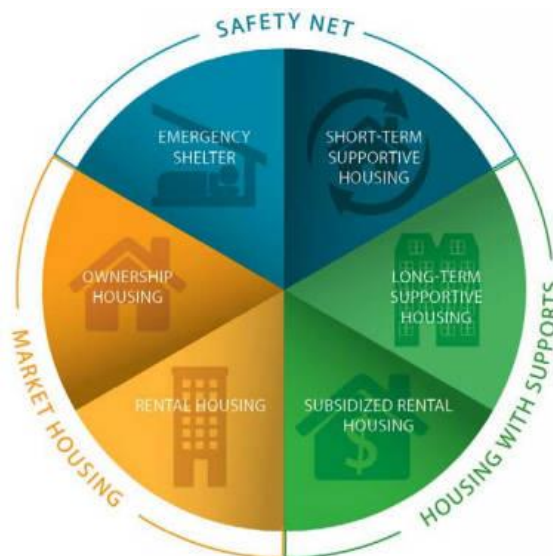 SAFETY NET
EMERGENCY
SHELTER
SHORT-TERM
SUPPORTIVE
HOUSING
OWNERSHIP
HOUSING
LONG-TERM
SUPPORTIVE
HOUSING
RENTAL HOUSING
SUBSIDIZED RENTAL
HOUSING
$
MARKET HOUSING
HOUSING WITH SUPPORTS